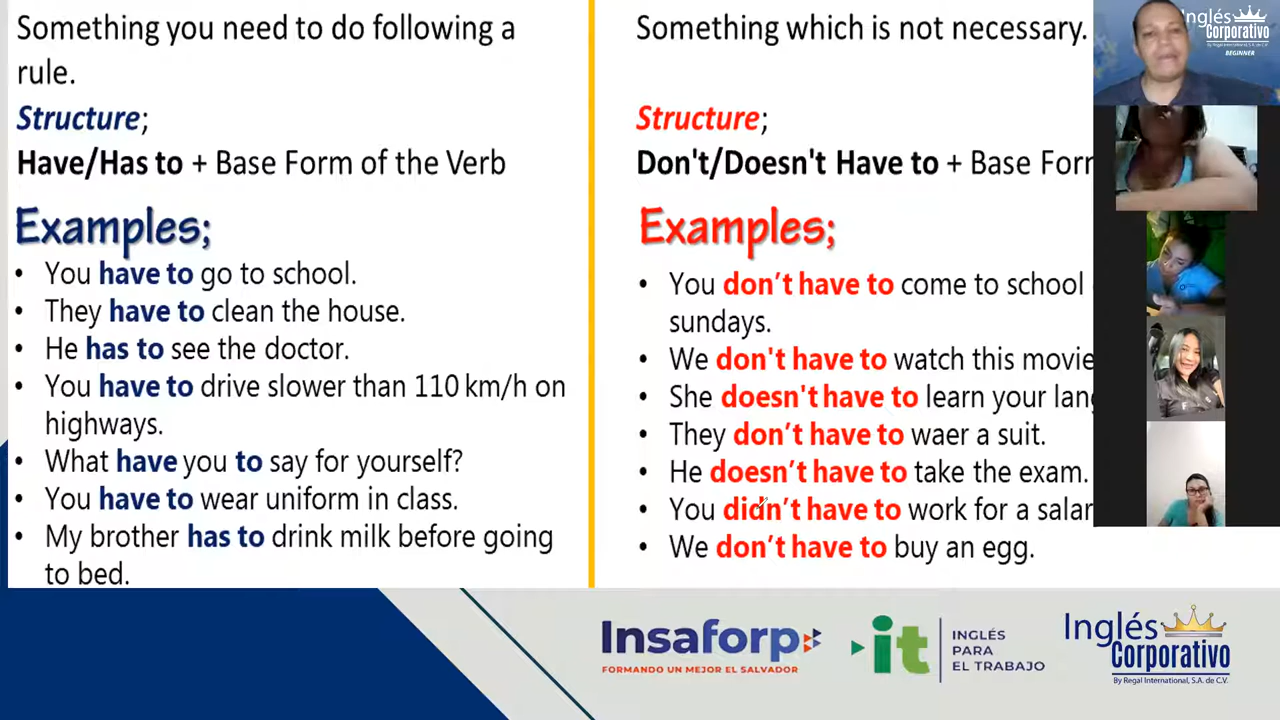 Something you need to do following a
rule.
Structure;
Have/Has to + Base Form of the Verb
Examples;
• You have to go to school.
• They have to clean the house.
• He has to see the doctor.
• You have to drive slower than 110 km/h on
highways.
• What have you to say for yourself?
• You have to wear uniform in class.
• My brother has to drink milk before going
to bed.
Something which is not necessary.
Structure;
Don't/Doesn't Have to + Base
Examples;
• You don't have to come to school
sundays.
• We don't have to watch this movie
• She doesn't have to learn your
• They don't have to waer a suit.
• He doesn't have to take the exam.
• You didn't have to work for a
• We don't have to buy an egg.
Inglés
Corporativo
By Regal International, S.A. de C.V.
BEGINNER
Insaforp
FORMANDO UN MEJOR EL SALVADOR
it
INGLÉS
PARA
EL TRABAJO
Inglés
Corporativo
By Regal International, S.A. de C.V.